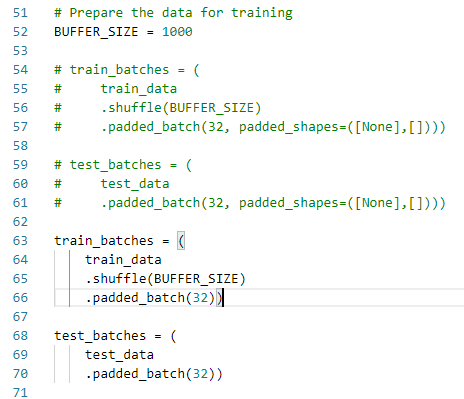 51 # Prepare the data for training
52 BUFFER_SIZE = 1000
53
54 # train_batches = (
55 #     train_data
56 #     .shuffle(BUFFER_SIZE)
57 #     .padded_batch(32, padded_shapes=([None],[])))
58
59 # test_batches = (
60 #     test_data
61 #     .padded_batch(32, padded_shapes=([None],[])))
62
63 train_batches = (
64     train_data
65     .shuffle(BUFFER_SIZE)
66     .padded_batch(32))
67
68 test_batches = (
69     test_data
70     .padded_batch(32))
71